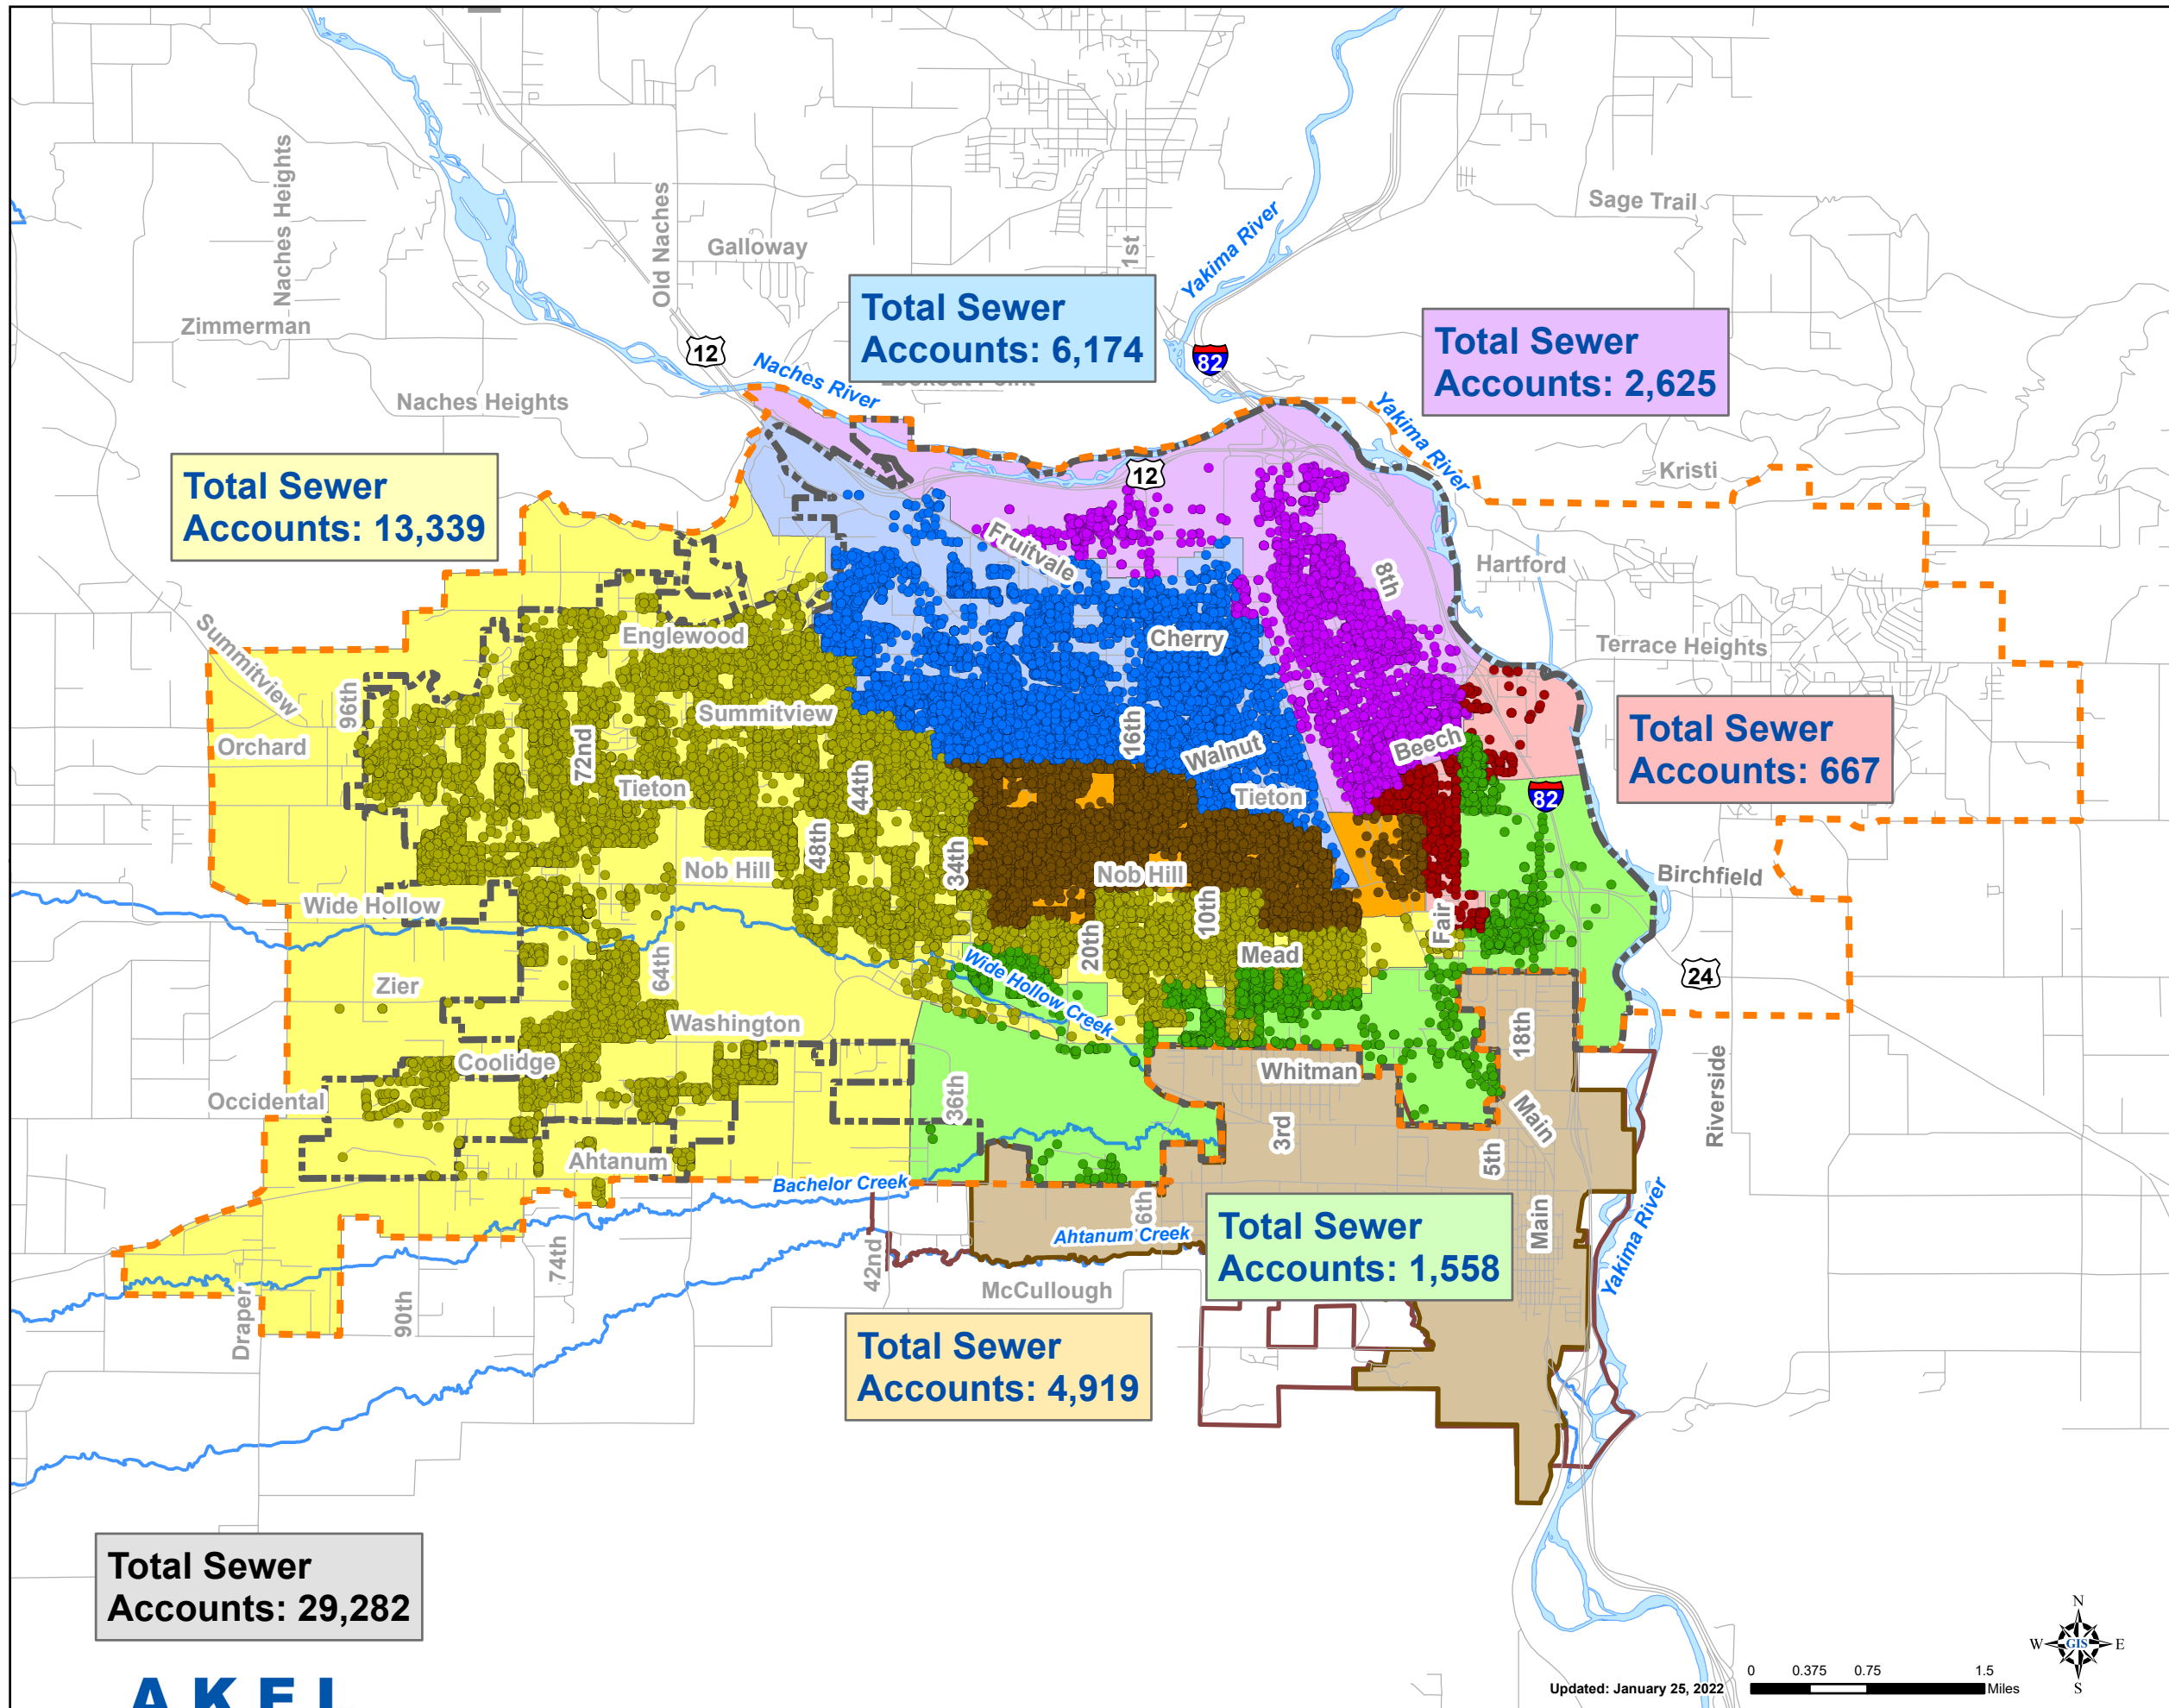 Sage Trail
Naches Heights
Old Naches
Galloway
1st
Yakima River
Zimmerman
12
Total Sewer
Accounts: 6,174
82
Total Sewer
Accounts: 2,625
Naches River
Naches Heights
Yakima River
Kristi
12
Total Sewer
Accounts: 13,339
Fruitvale
8th
Hartford
Englewood
Cherry
Terrace Heights
Summitview
96th
Summitview
Orchard
72nd
16th
Walnut
Beech
Total Sewer
Accounts: 667
Tieton
44th
Tieton
82
48th
34th
Nob Hill
Nob Hill
Birchfield
Wide Hollow
10th
Fair
20th
Mead
64th
Wide Hollow Creek
24
Zier
Washington
18th
Coolidge
Whitman
Occidental
36th
3rd
Main
Riverside
5th
Ahtanum
Bachelor Creek
6th
Total Sewer
Accounts: 1,558
Main
Yakima River
Ahtanum Creek
74th
42nd
McCullough
Draper
90th
Total Sewer
Accounts: 4,919
Total Sewer
Accounts: 29,282
AKEL
N
W GIS E
S
0 0.375 0.75 1.5
Miles
Updated: January 25, 2022